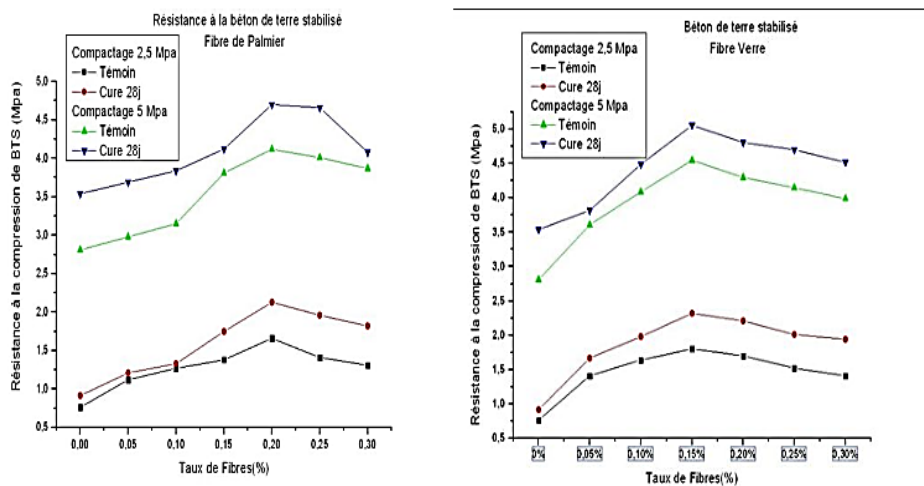 Résistance à la béton de terre stabilisé
Fibre de Palmier
Compactage 2,5 Mpa
Témoin
Cure 28j
Compactage 5 Mpa
Témoin
Cure 28j
Résistance à la compression de BTS (Mpa)
5,0
4,5
4,0
3,5
3,0
2,5
2,0
1,5
1,0
0,5
0,00 0,05 0,10 0,15 0,20 0,25 0,30
Taux de Fibres(%)
Béton de terre stabilisé
Fibre Verre
Compactage 2,5 Mpa
Témoin
Cure 28j
Compactage 5 Mpa
Témoin
Cure 28j
Résistance à la compression de BTS (Mpa)
5,0
4,5
4,0
3,5
3,0
2,5
2,0
1,5
1,0
0,5
0% 0,05% 0,10% 0,15% 0,20% 0,25% 0,30%
Taux de Fibres(%)